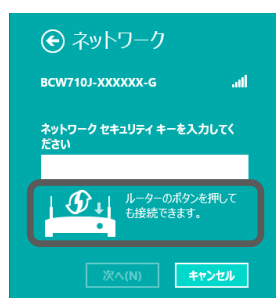 ネットワーク
BCW710J-XXXXXX-G
ネットワーク セキュリティ キーを入力してく
ださい
ルーターのボタンを押して
も接続できます。
次へ(N)
キャンセル